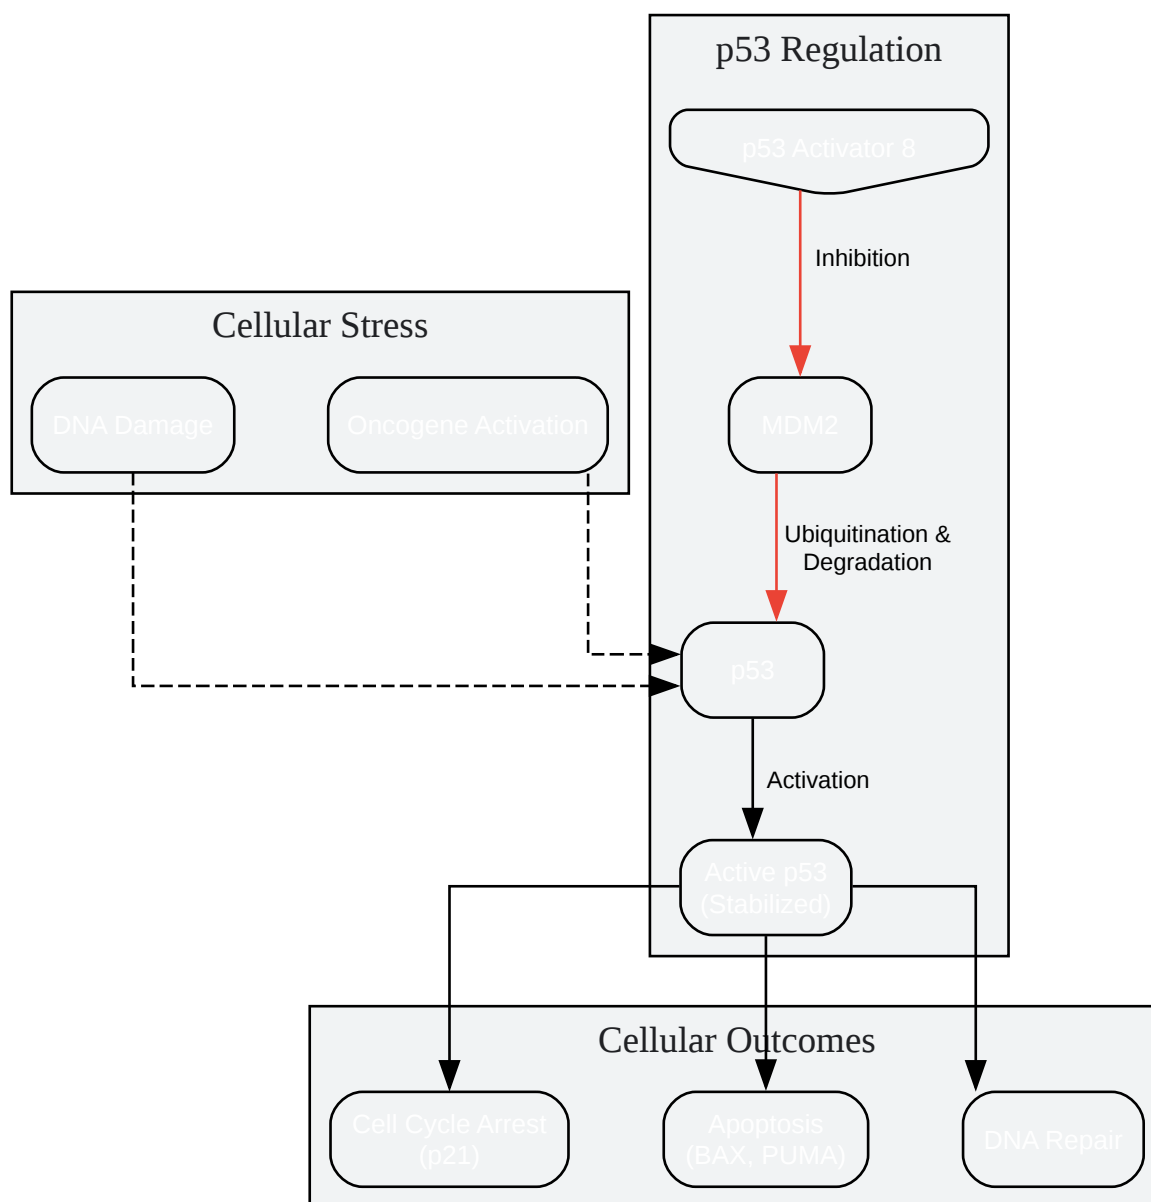 p53 Regulation
p53 Activator 8
Inhibition
Cellular Stress
DNA Damage
Oncogene Activation
MDM2
Ubiquitination &
Degradation
p53
Activation
Active p53
(Stabilized)
Cellular Outcomes
Cell Cycle Arrest
(p21)
Apoptosis
(BAX, PUMA)
DNA Repair